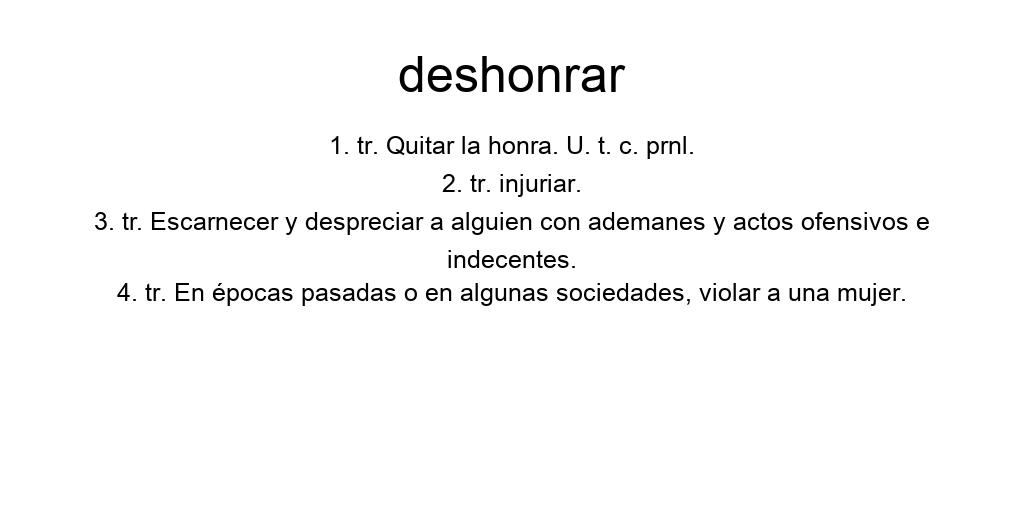 deshonrar
1. tr. Quitar la honra. U. t. c. prnl.
2. tr. injuriar.
3. tr. Escarnecer y despreciar a alguien con ademanes y actos ofensivos e
indecentes.
4. tr. En épocas pasadas o en algunas sociedades, violar a una mujer.